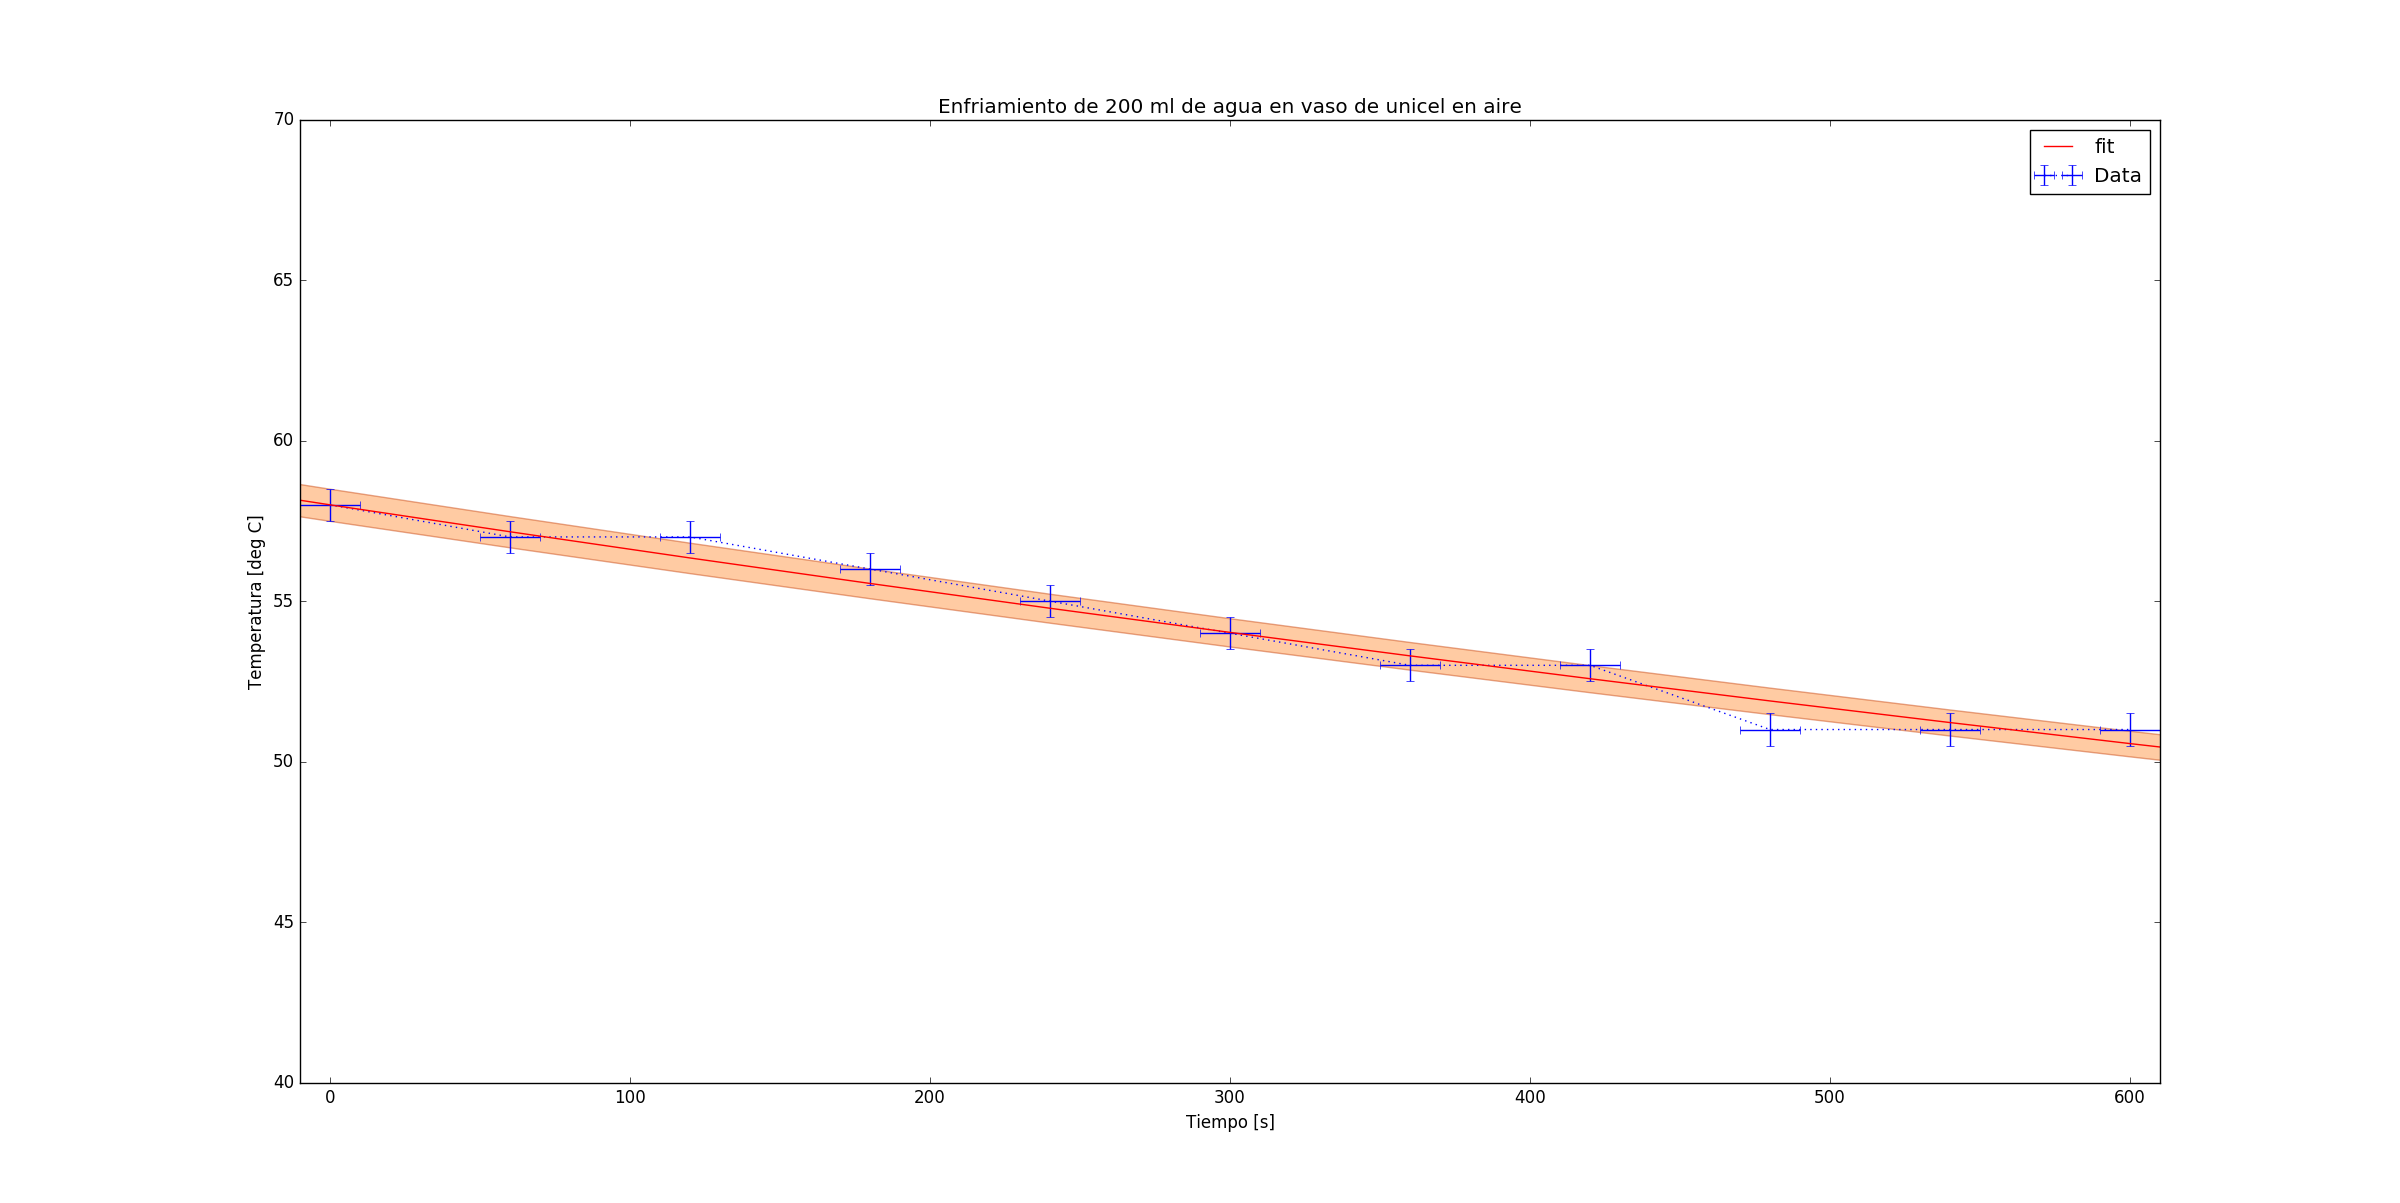 Enfriamiento de 200 ml de agua en vaso de unicel en aire
70
65
60
55
50
45
40
Temperatura [deg C]
fit
Data
0 100 200 300 400 500 600
Tiempo [s]